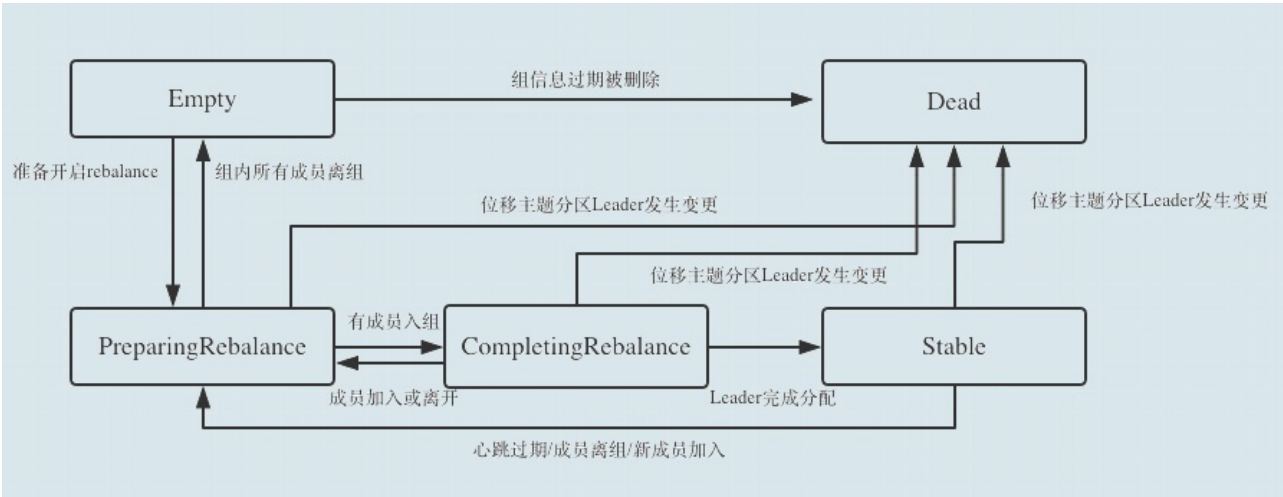 Empty
组信息过期被删除
Dead
准备开启rebalance
组内所有成员离组
位移主题分区Leader发生变更
位移主题分区Leader发生变更
位移主题分区Leader发生变更
PreparingRebalance
有成员入组
CompletingRebalance
Stable
成员加入或离开
Leader完成分配
心跳过期/成员离组/新成员加入